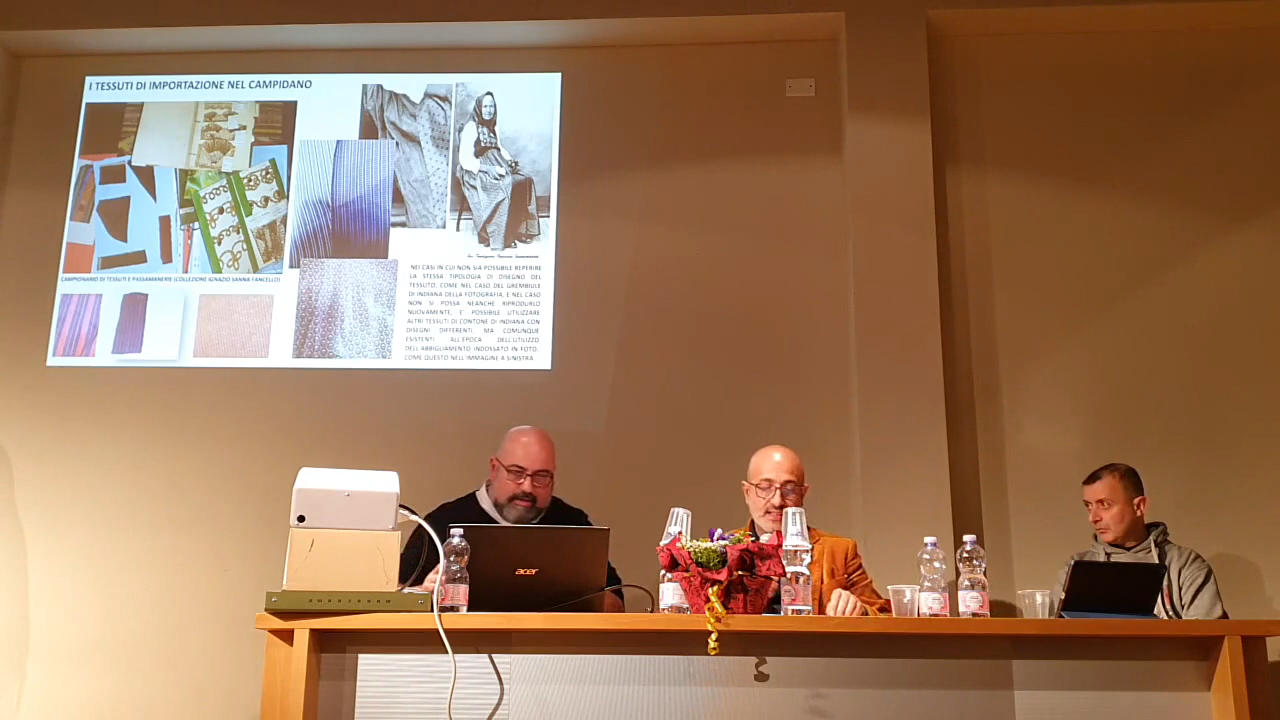 I TESSUTI DI IMPORTAZIONE NEL CAMPIDANO
CAMPIONARIO DI TESSUTI E PASSAMANERIE (COLLEZIONE IGNAZIO SANNA FANCELLO)
NEI CASI IN CUI NON SIA POSSIBILE REPERIRE
LA STESSA TIPOLOGIA DI DISEGNO DEL
TESSUTO, COME NEL CASO DEL GREMBIULE
DI INDIANA DELLA FOTOGRAFIA, E NEL CASO
NON SI POSSA NEANCHE RIPRODURLO
NUOVAMENTE, E' POSSIBILE UTILIZZARE
ALTRI TESSUTI DI CONTONE DI INDIANA CON
DISEGNI DIFFERENTI, MA COMUNQUE
ESISTENTI ALL'EPOCA DELL'UTILIZZO
DELL'ABBIGLIAMENTO INDOSSATO IN FOTO,
COME QUESTO NELL'IMMAGINE A SINISTRA
acer